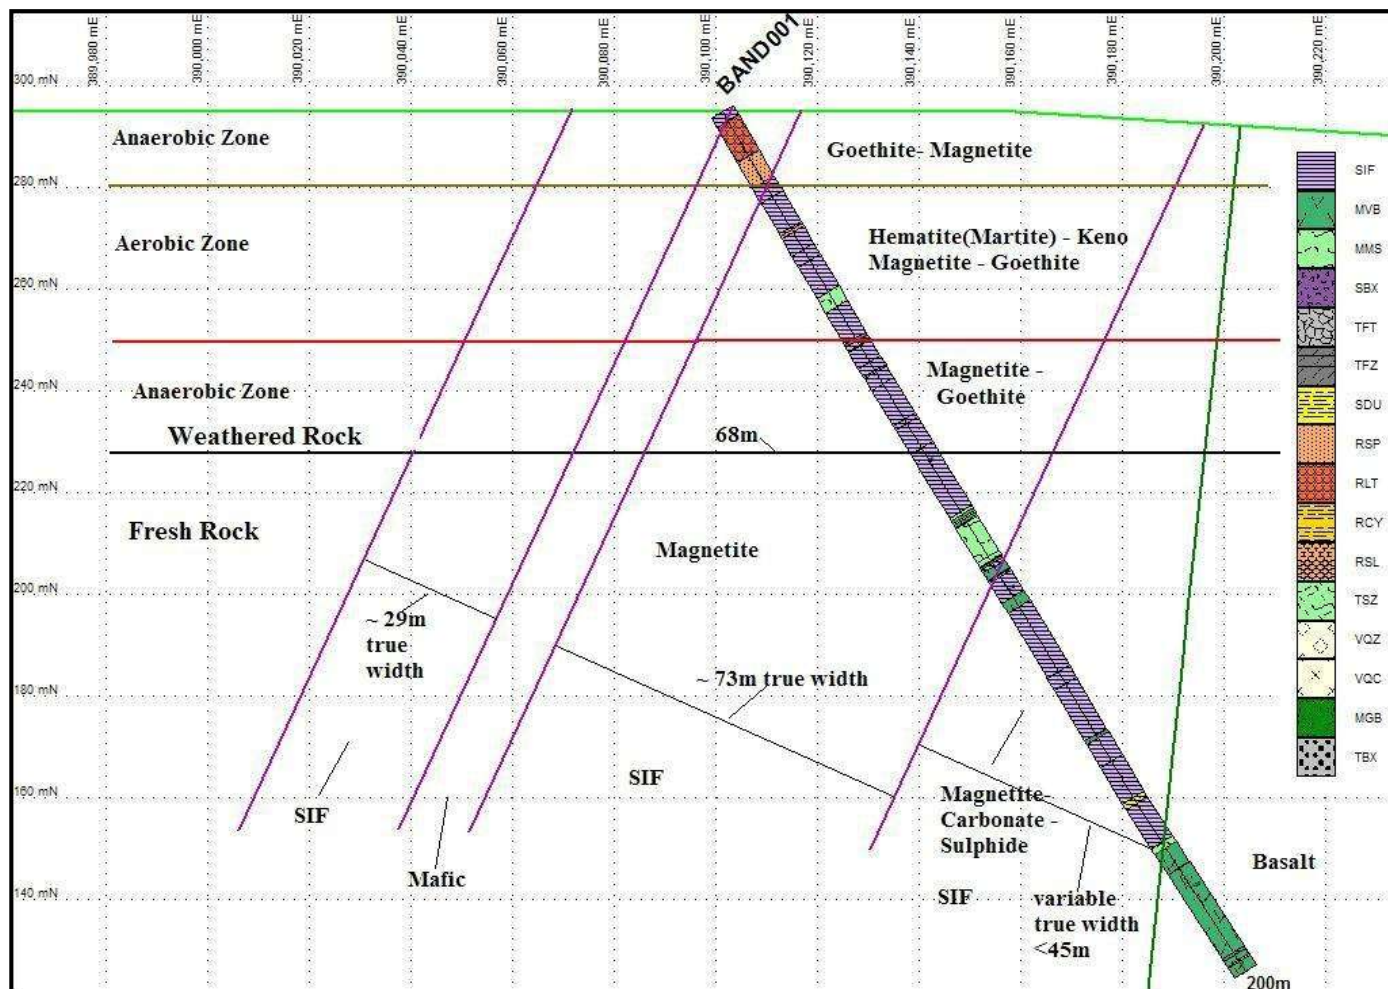 389,980 mE
390,000 mE
390,020 mE
390,040 mE
390,060 mE
390,080 mE
390,100 mE
390,120 mE
390,140 mE
390,160 mE
390,180 mE
390,200 mE
390,220 mE
BAND001
300 mN
280 mN
260 mN
240 mN
220 mN
200 mN
180 mN
160 mN
140 mN
Anaerobic Zone
Goethite- Magnetite
Aerobic Zone
Hematite(Martite) - Keno
Magnetite - Goethite
Anaerobic Zone
Magnetite -
Goethite
Weathered Rock
68m
Fresh Rock
Magnetite
~ 29m
true
width
~ 73m true width
SIF
SIF
Mafic
Magnetite-
Carbonate -
Sulphide
SIF
variable
true width
<45m
Basalt
200m
SIF
MVB
MMS
SBX
TFT
TFZ
SDU
RSP
RLT
RCY
RSL
TSZ
VQZ
VQC
MGB
TBX